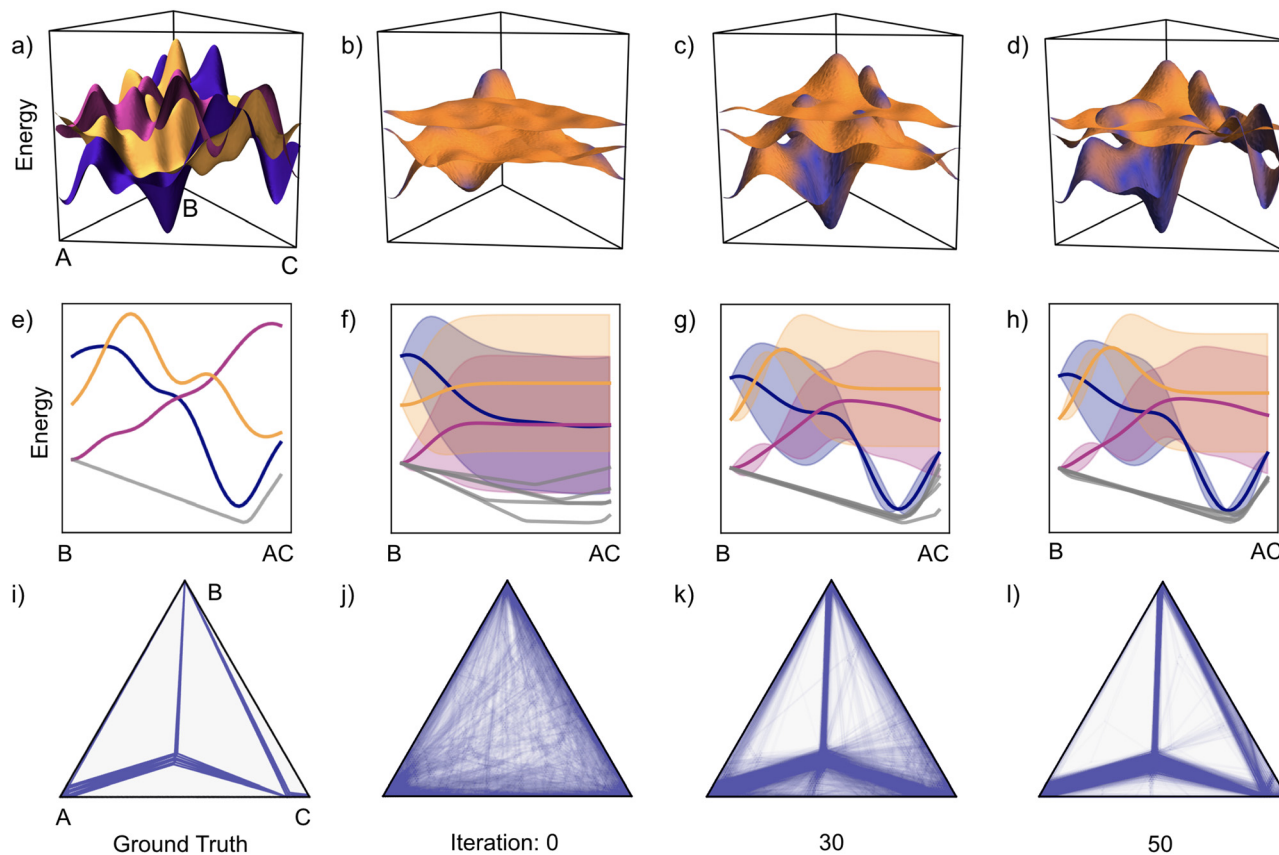 a)
b)
c)
d)
Energy
B
A
C
e)
f)
g)
h)
Energy
B
AC
B
AC
B
AC
B
AC
i)
j)
k)
l)
B
A
C
Ground Truth
Iteration: 0
30
50